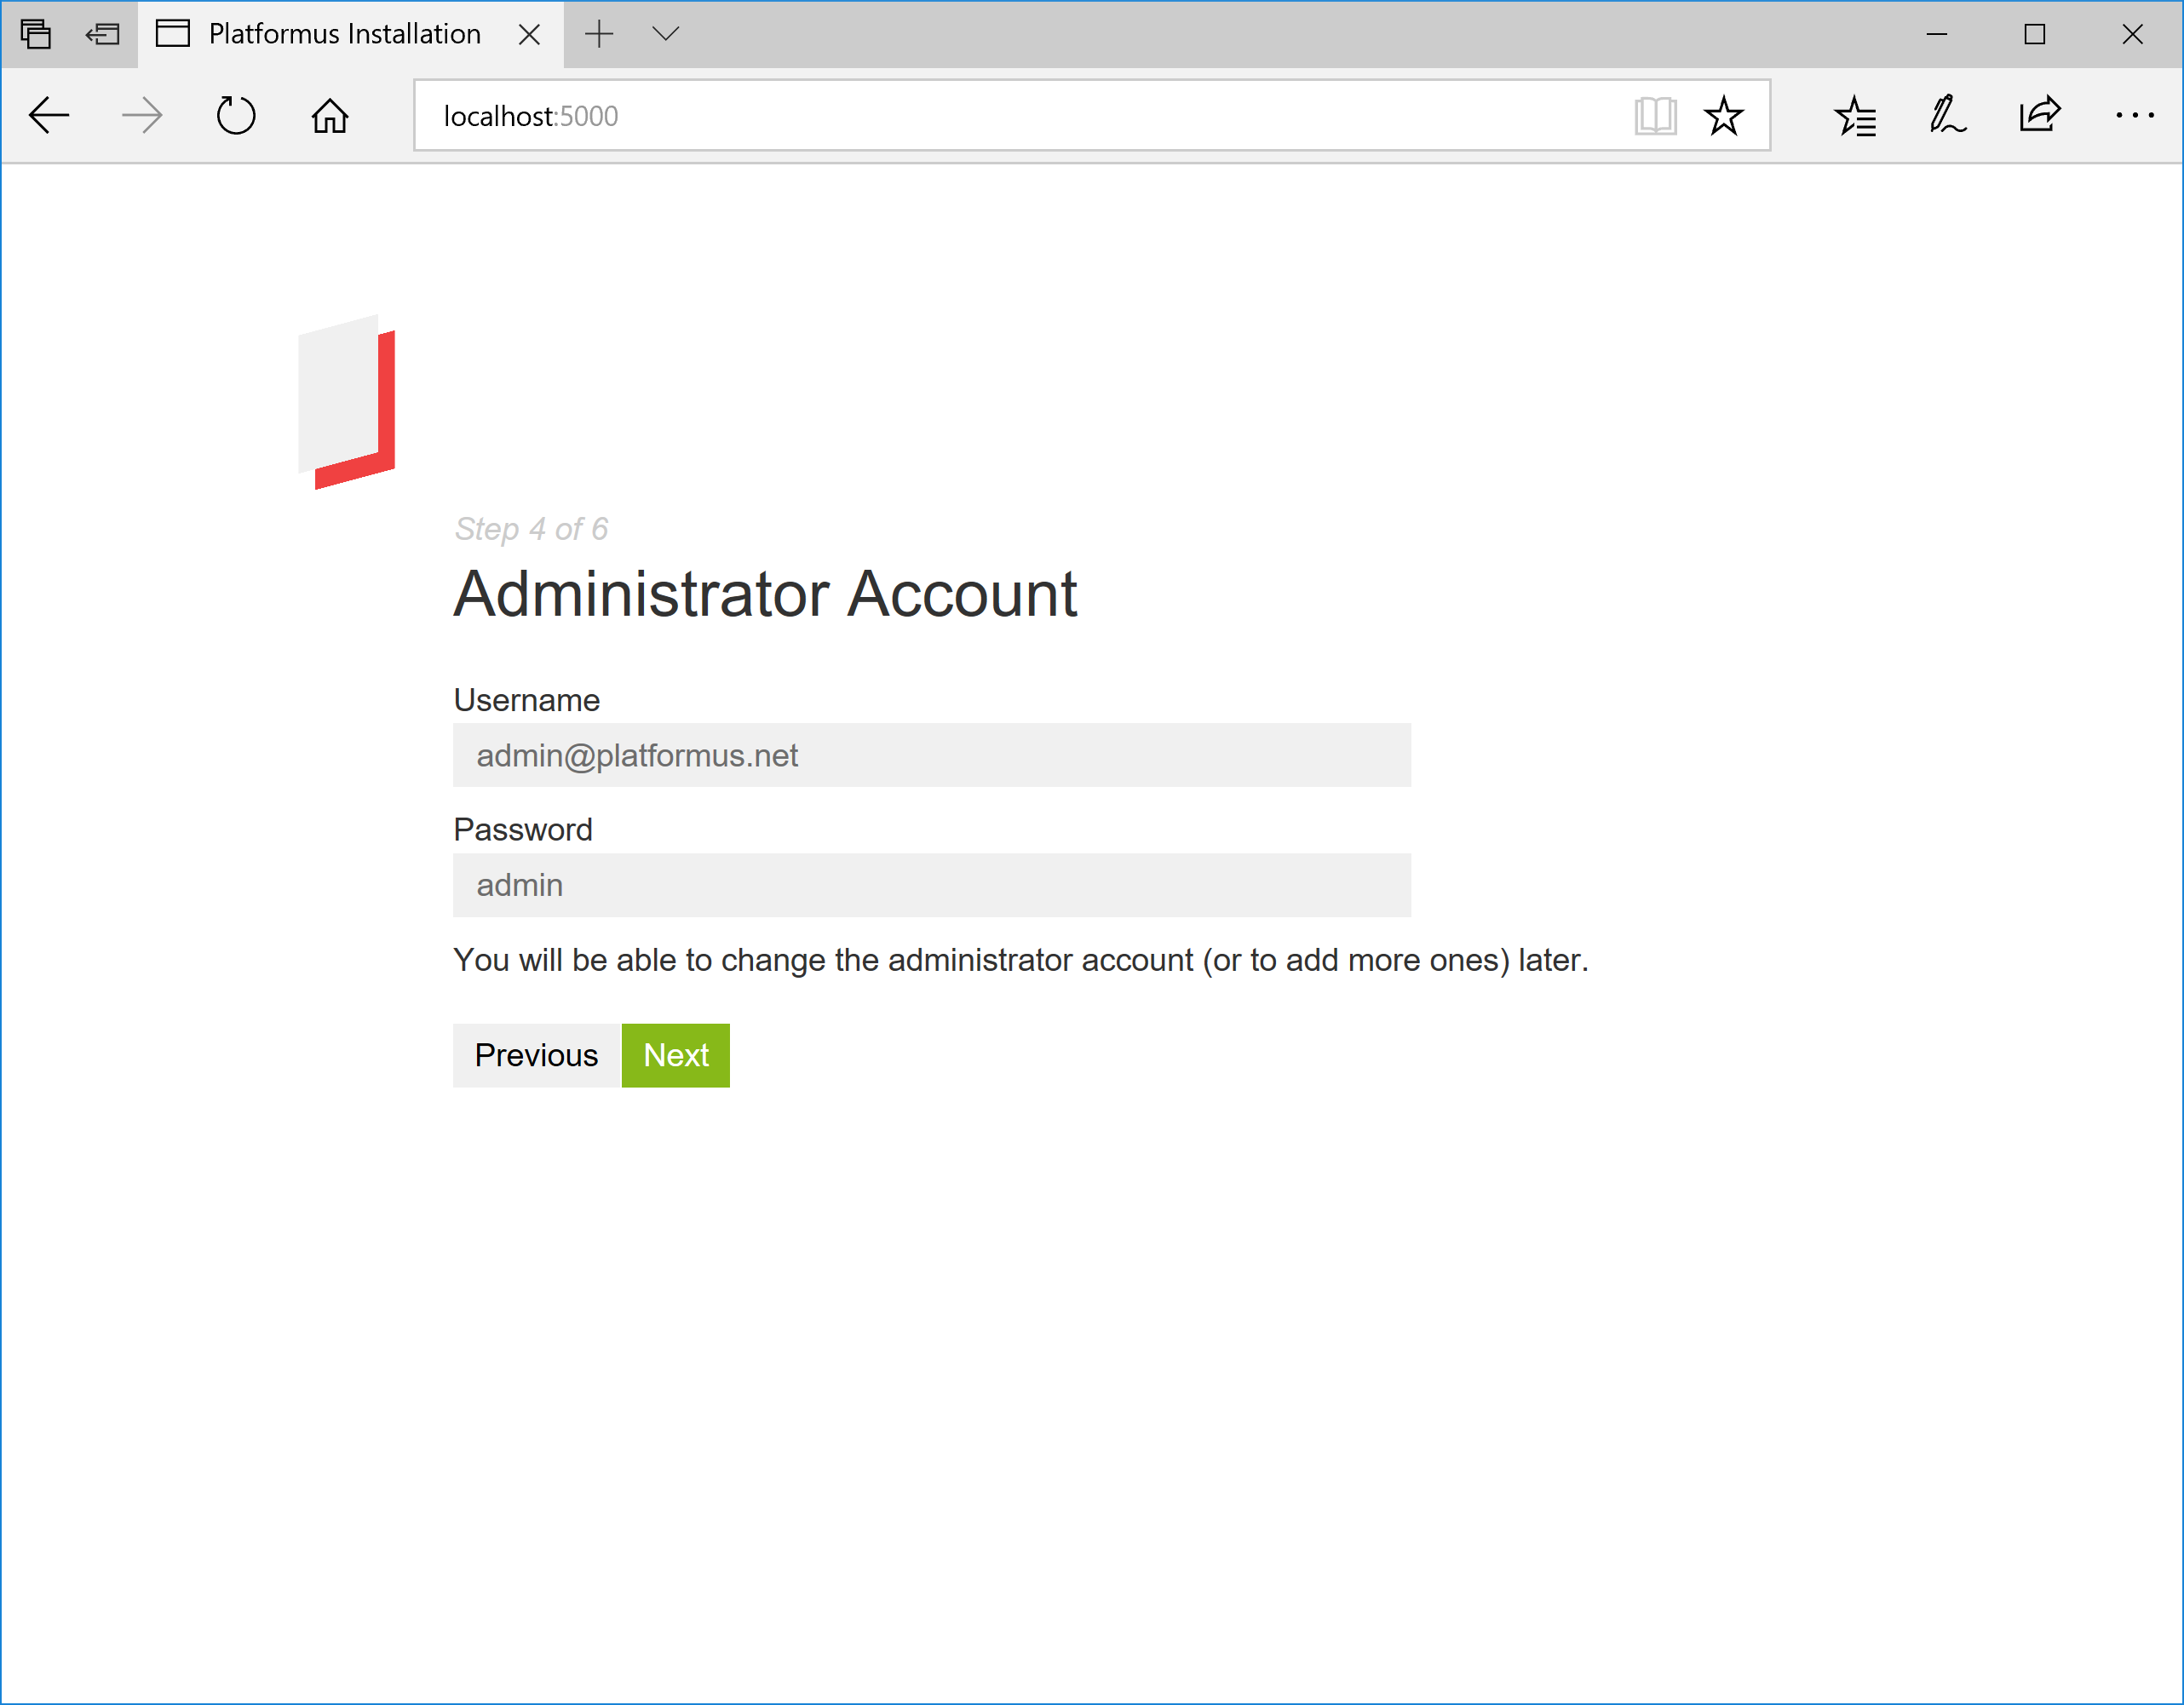 Platformus Installation
localhost:5000
Step 4 of 6
Administrator Account
Username
admin@platformus.net
Password
admin
You will be able to change the administrator account (or to add more ones) later.
Previous Next